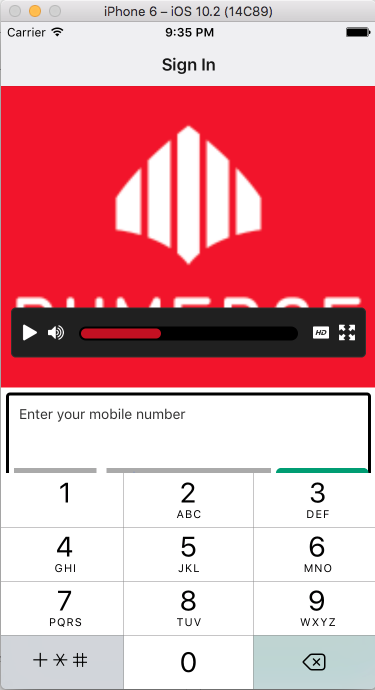 iPhone 6 – iOS 10.2 (14C89)
Carrier 9:35 PM
Sign In
HD
Enter your mobile number
1 2 3
ABC DEF
4 5 6
GHI JKL MNO
7 8 9
PQRS TUV WXYZ
+ * # 0